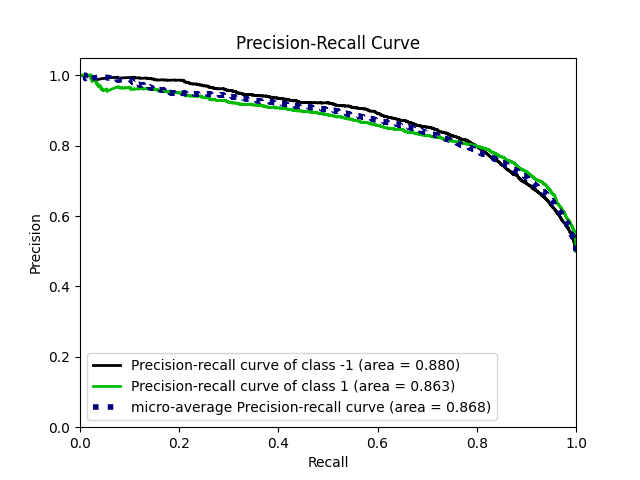 Precision-Recall Curve
1.0
0.8
0.6
0.4
0.2
0.0
Precision
Precision-recall curve of class -1 (area = 0.880)
Precision-recall curve of class 1 (area = 0.863)
micro-average Precision-recall curve (area = 0.868)
0.0 0.2 0.4 0.6 0.8 1.0
Recall